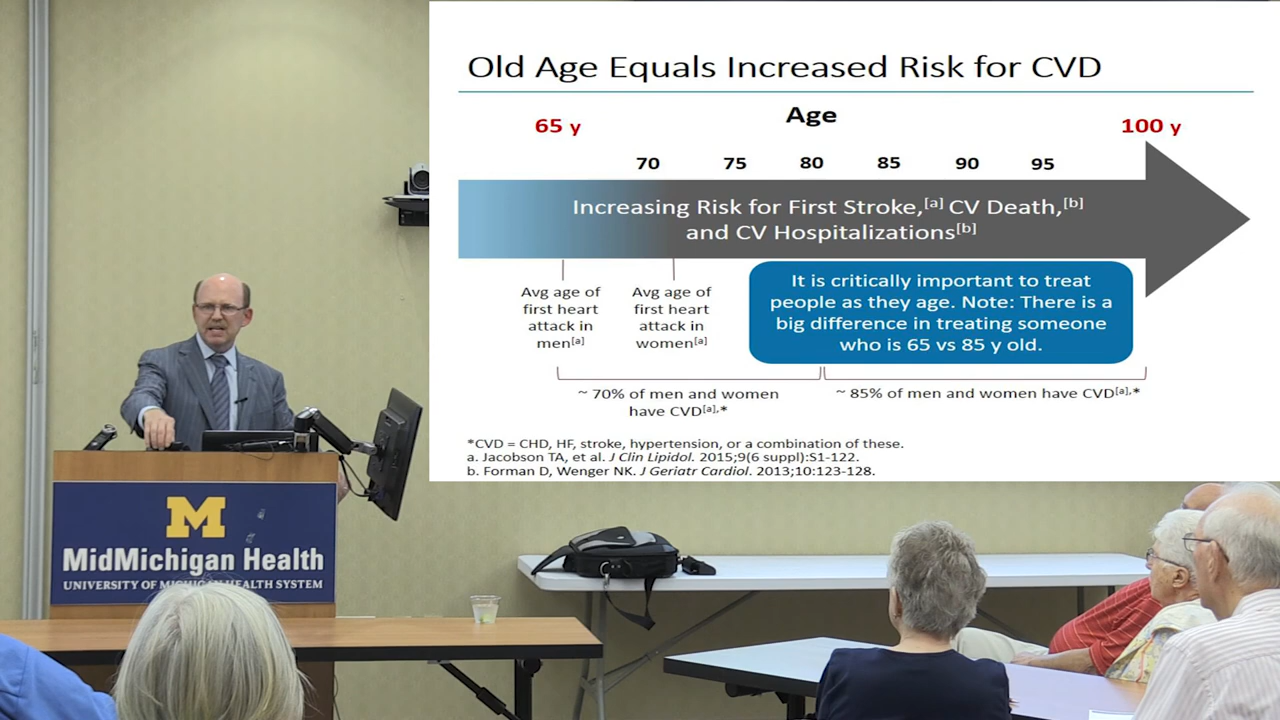 Old Age Equals Increased Risk for CVD
Age
65 y
100 y
70 75 80 85 90 95
Increasing Risk for First Stroke,[a] CV Death,[b]
and CV Hospitalizations[b]
Avg age of
first heart
attack in
men[a]
Avg age of
first heart
attack in
women[a]
It is critically important to treat
people as they age. Note: There is a
big difference in treating someone
who is 65 vs 85 y old.
~ 70% of men and women
have CVD[a],*
~ 85% of men and women have CVD[a],*
*CVD = CHD, HF, stroke, hypertension, or a combination of these.
a. Jacobson TA, et al. J Clin Lipidol. 2015;9(6 suppl):S1-122.
b. Forman D, Wenger NK. J Geriatr Cardiol. 2013;10:123-128.
M
MidMichigan Health
UNIVERSITY OF MICHIGAN HEALTH SYSTEM